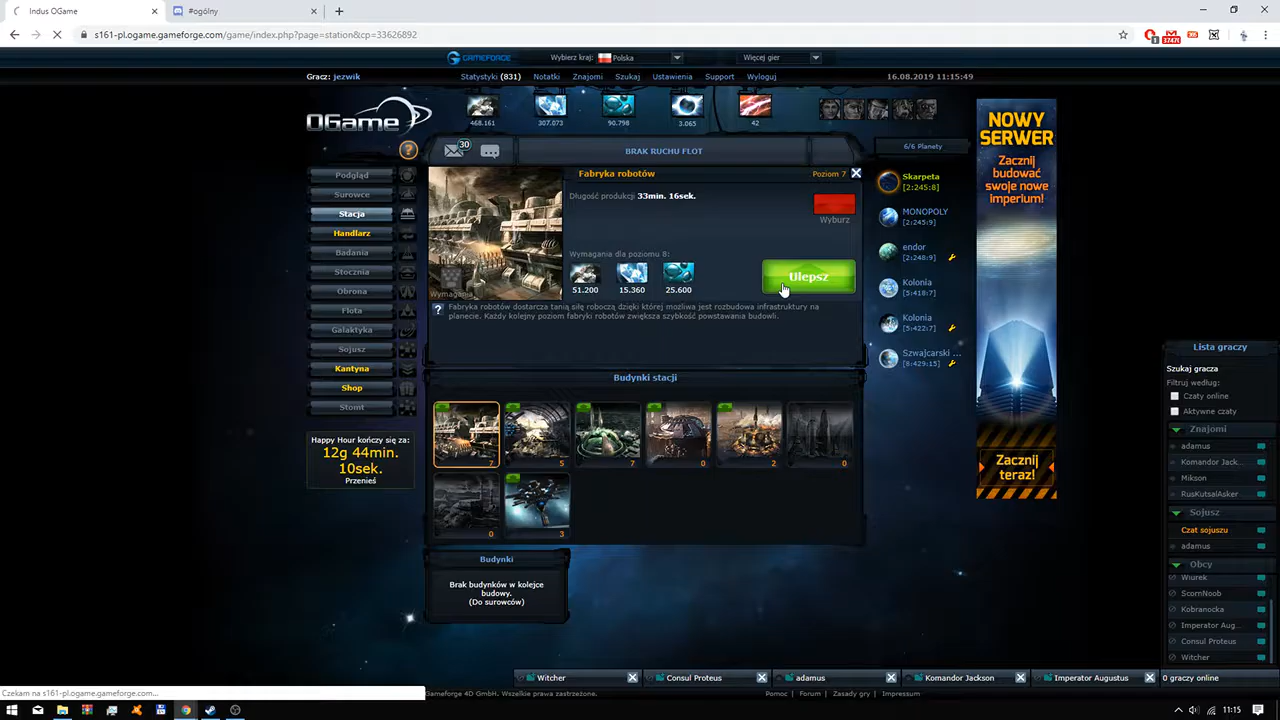 Indus OGame
#ogólny
s161-pl.ogame.gameforge.com/game/index.php?page=station&cp=33626892
GAMEFORGE
Wybierz kraj:
Polska
Więcej gier
Gracz: jezwik
Statystyki (831)
Notatki
Znajomi
Szukaj
Ustawienia
Support
Wyloguj
16.08.2019 11:15:49
OGame
468.161
307.073
90.798
3.065
42
30
BRAK RUCHU FLOT
6/6 Planety
Podgląd
Surowce
Stacja
Handlarz
Badania
Stocznia
Obrona
Flota
Galaktyka
Sojusz
Kantyna
Shop
Stomt
Happy Hour kończy się za:
12g 44min.
10sek.
Przenieś
Fabryka robotów
Poziom 7
Długość produkcji 33min. 16sek.
Wyburz
Wymagania dla poziomu 8:
51.200
15.360
25.600
Ulepsz
Wymagania
Fabryka robotów dostarcza tanią siłę roboczą dzięki której możliwa jest rozbudowa infrastruktury na
planecie. Każdy kolejny poziom fabryki robotów zwiększa szybkość powstawania budowli.
Budynki stacji
7
5
7
0
2
0
0
3
Budynki
Brak budynków w kolejce
budowy.
(Do surowców)
Skarpeta
[2:245:8]
MONOPOLY
[2:245:9]
endor
[2:248:9]
Kolonia
[5:418:7]
Kolonia
[5:422:7]
Szwajcarski ...
[8:429:15]
NOWY
SERWER
Zacznij
budować
swoje nowe
imperium!
Zacznij
teraz!
Lista graczy
Szukaj gracza
Filtruj według:
Czaty online
Aktywne czaty
Znajomi
adamus
Komandor Jack...
Mikson
RusKutsalAsker
Sojusz
Czat sojuszu
adamus
Obcy
Wiurek
ScornNoob
Kobranocka
Imperator Aug...
Consul Proteus
Witcher
Witcher
Consul Proteus
adamus
Komandor Jackson
Imperator Augustus
0 graczy online
Czekam na s161-pl.ogame.gameforge.com...
Gameforge 4D GmbH. Wszelkie prawa zastrzeżone.
Pomoc
Forum
Zasady gry
Impressum
11:15